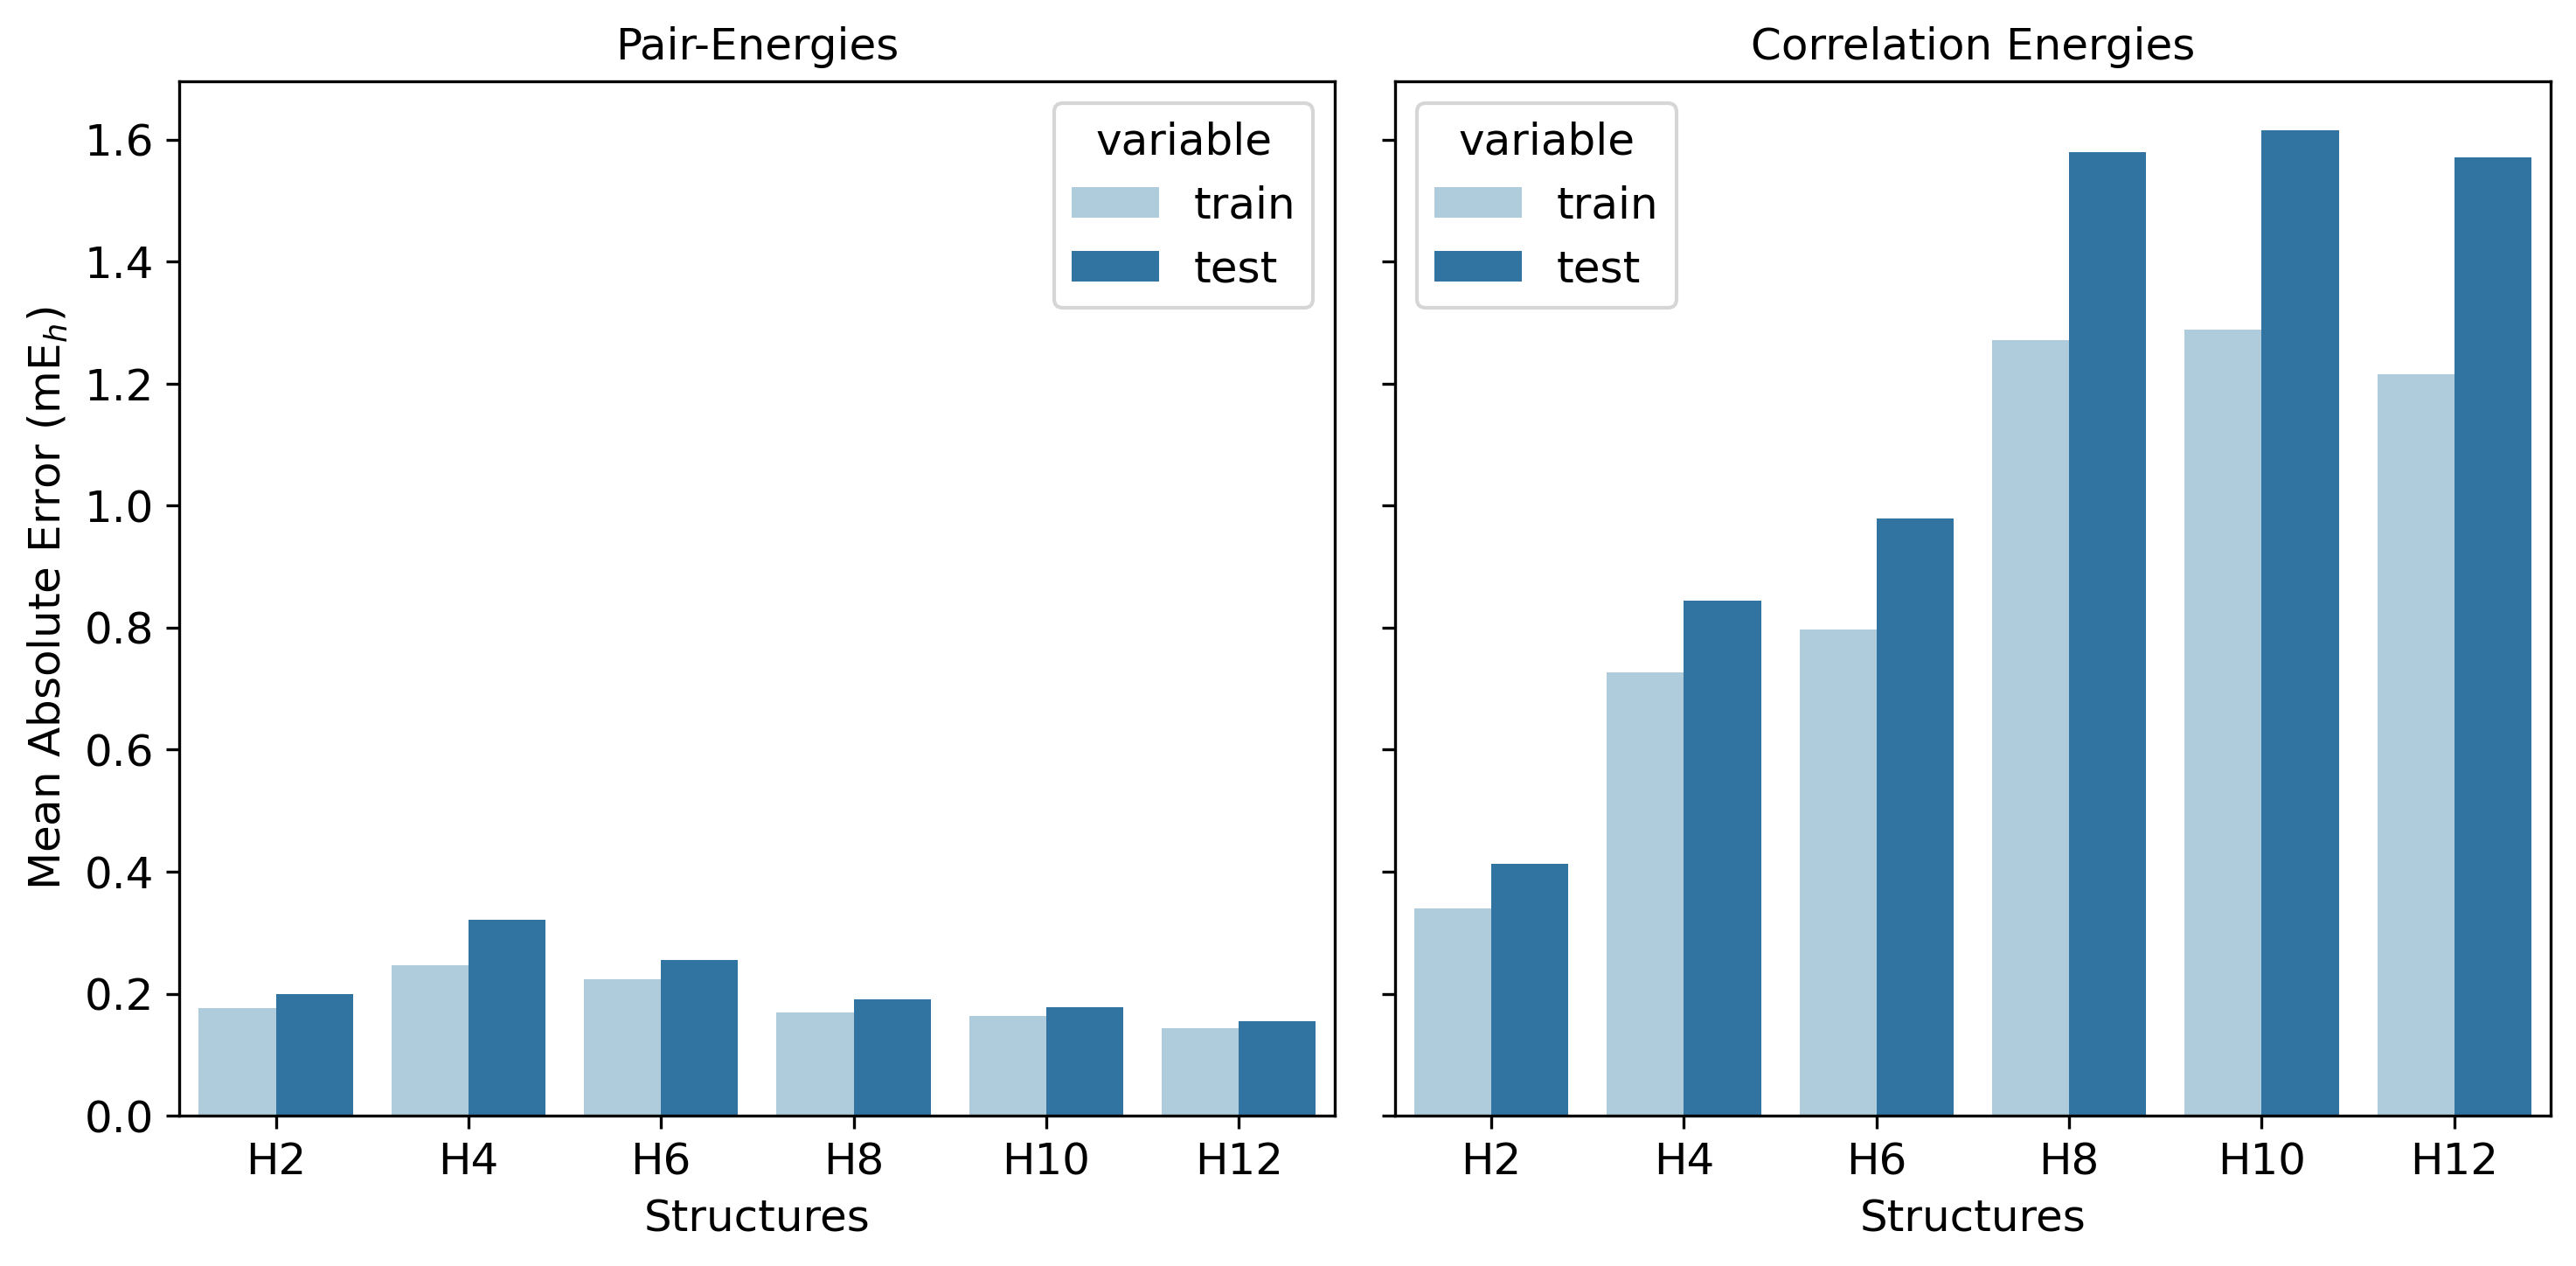 Pair-Energies
Correlation Energies
Mean Absolute Error (mE_h)
1.6
1.4
1.2
1.0
0.8
0.6
0.4
0.2
0.0
variable
train
test
H2 H4 H6 H8 H10 H12
Structures
variable
train
test
H2 H4 H6 H8 H10 H12
Structures